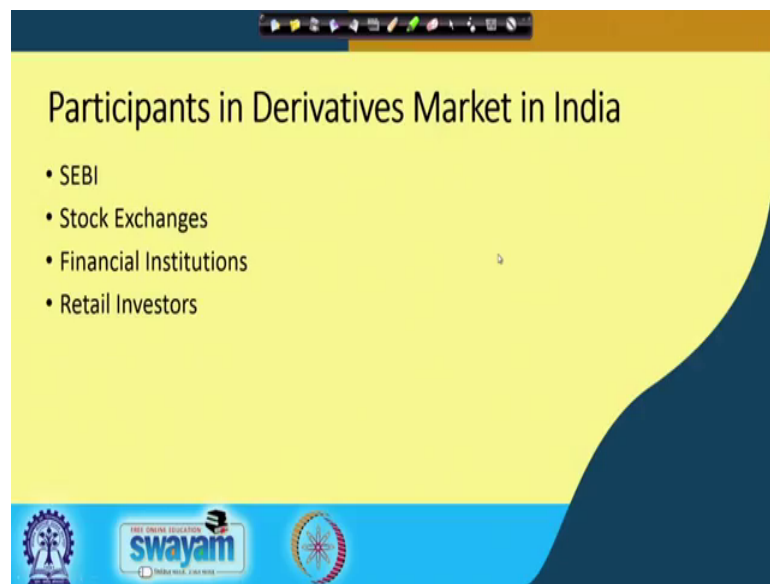 Participants in Derivatives Market in India
• SEBI
• Stock Exchanges
• Financial Institutions
• Retail Investors
FREE ONLINE EDUCATION
swayam